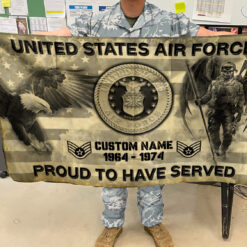 UNITED STATES AIR FORCE
CUSTOM NAME
1964 - 1974
PROUD TO HAVE SERVED